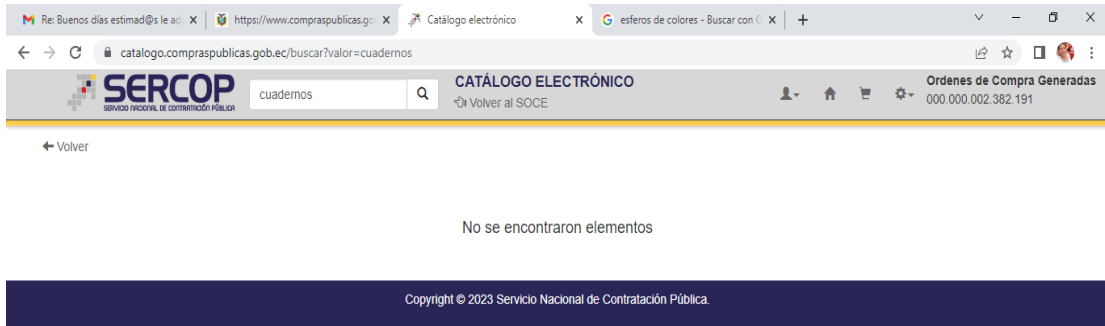 Re: Buenos días estimad@s le ad
https://www.compraspublicas.go
Catálogo electrónico
esferos de colores - Buscar con G
catalogo.compraspublicas.gob.ec/buscar?valor=cuadernos
SERCOP
SERVICIO NACIONAL DE CONTRATACIÓN PÚBLICA
cuadernos
CATÁLOGO ELECTRÓNICO
Volver al SOCE
Ordenes de Compra Generadas
000.000.002.382.191
Volver
No se encontraron elementos
Copyright © 2023 Servicio Nacional de Contratación Pública.